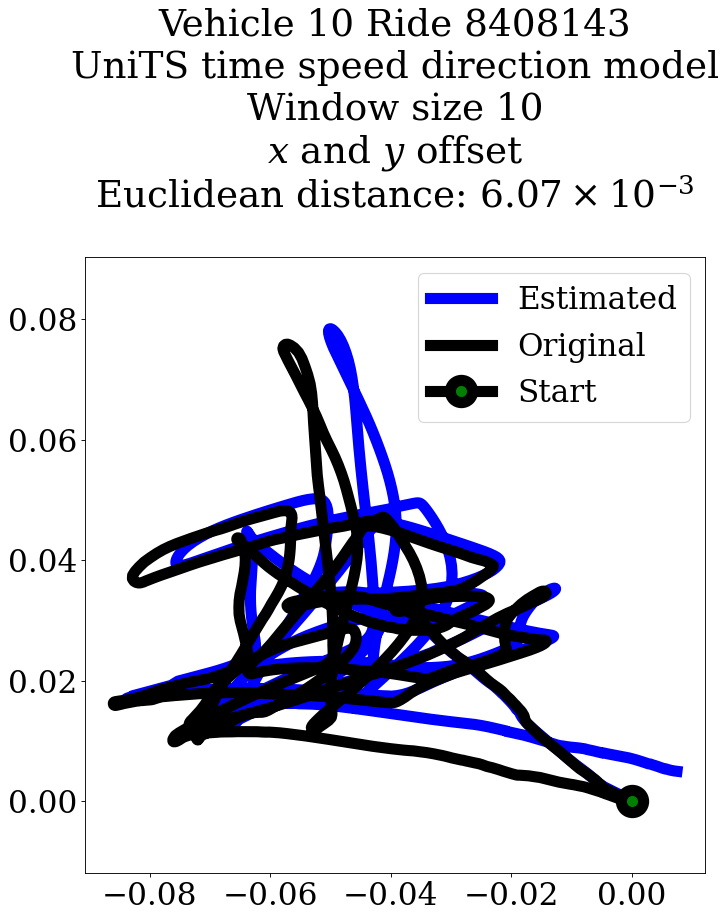 Vehicle 10 Ride 8408143
UniTS time speed direction model
Window size 10
x and y offset
Euclidean distance: 6.07 × 10⁻³
Estimated
Original
Start
0.08
0.06
0.04
0.02
0.00
−0.08 −0.06 −0.04 −0.02 0.00